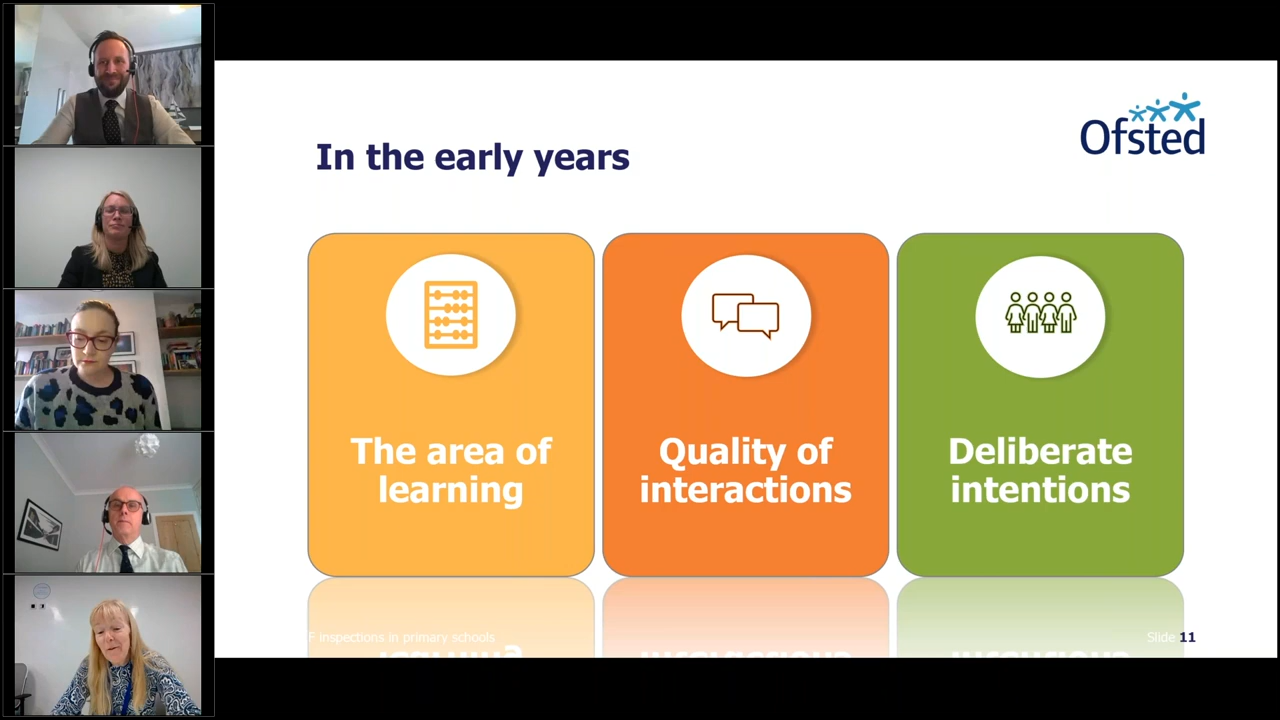 In the early years
Ofsted
The area of
learning
Quality of
interactions
Deliberate
intentions
F inspections in primary schools
Slide 11